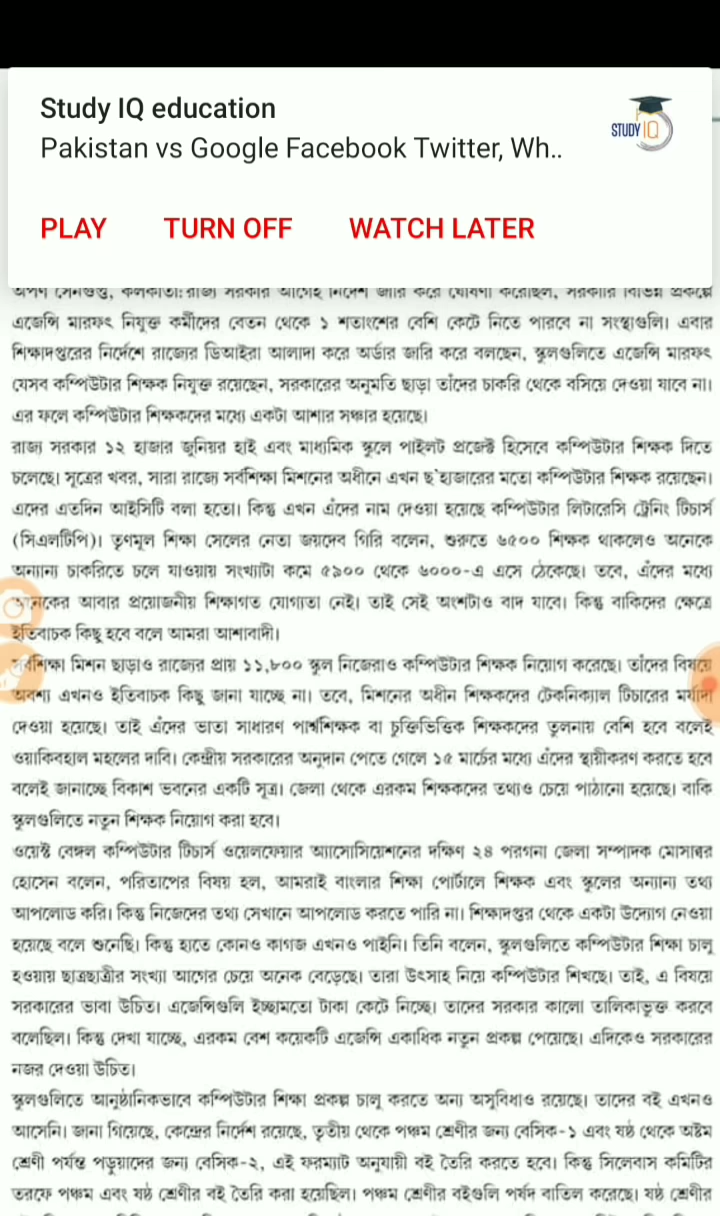 Study IQ education
Pakistan vs Google Facebook Twitter, Wh..
STUDY IQ
PLAY TURN OFF WATCH LATER
অর্পণ সেনগুপ্ত, কলকাতা: রাজ্য সরকার আগেই নির্দেশ জারি করে ঘোষণা করেছিল, সরকারি বিভিন্ন প্রকল্পে
এজেন্সি মারফৎ নিযুক্ত কর্মীদের বেতন থেকে ১ শতাংশের বেশি কেটে নিতে পারবে না সংস্থাগুলি। এবার
শিক্ষাদপ্তরের নির্দেশে রাজ্যের ডিআইরা আলাদা করে অর্ডার জারি করে বলছেন, স্কুলগুলিতে এজেন্সি মারফৎ
যেসব কম্পিউটার শিক্ষক নিযুক্ত রয়েছেন, সরকারের অনুমতি ছাড়া তাঁদের চাকরি থেকে বসিয়ে দেওয়া যাবে না।
এর ফলে কম্পিউটার শিক্ষকদের মধ্যে একটা আশার সঞ্চার হয়েছে।
রাজ্য সরকার ১২ হাজার জুনিয়র হাই এবং মাধ্যমিক স্কুলে পাইলট প্রজেক্ট হিসেবে কম্পিউটার শিক্ষক দিতে
চলেছে। সূত্রের খবর, সারা রাজ্যে সর্বশিক্ষা মিশনের অধীনে এখন ছ'হাজারের মতো কম্পিউটার শিক্ষক রয়েছেন।
এদের এতদিন আইসিটি বলা হতো। কিন্তু এখন এঁদের নাম দেওয়া হয়েছে কম্পিউটার লিটারেসি ট্রেনিং টিচার্স
(সিএলটিপি)। তৃণমূল শিক্ষা সেলের নেতা জয়দেব গিরি বলেন, শুরুতে ৬৫০০ শিক্ষক থাকলেও অনেকে
অন্যান্য চাকরিতে চলে যাওয়ায় সংখ্যাটা কমে ৫৯০০ থেকে ৬০০০-এ এসে ঠেকেছে। তবে, এঁদের মধ্যে
অনেকের আবার প্রয়োজনীয় শিক্ষাগত যোগ্যতা নেই। তাই সেই অংশটাও বাদ যাবে। কিন্তু বাকিদের ক্ষেত্রে
ইতিবাচক কিছু হবে বলে আমরা আশাবাদী।
সর্বশিক্ষা মিশন ছাড়াও রাজ্যের প্রায় ১১,৮০০ স্কুল নিজেরাও কম্পিউটার শিক্ষক নিয়োগ করেছে। তাঁদের বিষয়ে
অবশ্য এখনও ইতিবাচক কিছু জানা যাচ্ছে না। তবে, মিশনের অধীন শিক্ষকদের টেকনিক্যাল টিচারের মর্যাদা
দেওয়া হয়েছে। তাই এঁদের ভাতা সাধারণ পার্শ্বশিক্ষক বা চুক্তিভিত্তিক শিক্ষকদের তুলনায় বেশি হবে বলেই
ওয়াকিবহাল মহলের দাবি। কেন্দ্রীয় সরকারের অনুদান পেতে গেলে ১৫ মার্চের মধ্যে এঁদের স্থায়ীকরণ করতে হবে
বলেই জানাচ্ছে বিকাশ ভবনের একটি সূত্র। জেলা থেকে এরকম শিক্ষকদের তথ্যও চেয়ে পাঠানো হয়েছে। বাকি
স্কুলগুলিতে নতুন শিক্ষক নিয়োগ করা হবে।
ওয়েস্ট বেঙ্গল কম্পিউটার টিচার্স ওয়েলফেয়ার অ্যাসোসিয়েশনের দক্ষিণ ২৪ পরগনা জেলা সম্পাদক মোসাব্বর
হোসেন বলেন, পরিতাপের বিষয় হল, আমরাই বাংলার শিক্ষা পোর্টালে শিক্ষক এবং স্কুলের অন্যান্য তথ্য
আপলোড করি। কিন্তু নিজেদের তথ্য সেখানে আপলোড করতে পারি না। শিক্ষাদপ্তর থেকে একটা উদ্যোগ নেওয়া
হয়েছে বলে শুনেছি। কিন্তু হাতে কোনও কাগজ এখনও পাইনি। তিনি বলেন, স্কুলগুলিতে কম্পিউটার শিক্ষা চালু
হওয়ায় ছাত্রছাত্রীর সংখ্যা আগের চেয়ে অনেক বেড়েছে। তারা উৎসাহ নিয়ে কম্পিউটার শিখছে। তাই, এ বিষয়ে
সরকারের ভাবা উচিত। এজেন্সিগুলি ইচ্ছামতো টাকা কেটে নিচ্ছে। তাদের সরকার কালো তালিকাভুক্ত করবে
বলেছিল। কিন্তু দেখা যাচ্ছে, এরকম বেশ কয়েকটি এজেন্সি একাধিক নতুন প্রকল্প পেয়েছে। এদিকেও সরকারের
নজর দেওয়া উচিত।
স্কুলগুলিতে আনুষ্ঠানিকভাবে কম্পিউটার শিক্ষা প্রকল্প চালু করতে অন্য অসুবিধাও রয়েছে। তাদের বই এখনও
আসেনি। জানা গিয়েছে, কেন্দ্রের নির্দেশ রয়েছে, তৃতীয় থেকে পঞ্চম শ্রেণীর জন্য বেসিক-১ এবং ষষ্ঠ থেকে অষ্টম
শ্রেণী পর্যন্ত পড়ুয়াদের জন্য বেসিক-২, এই ফরম্যাট অনুযায়ী বই তৈরি করতে হবে। কিন্তু সিলেবাস কমিটির
তরফে পঞ্চম এবং ষষ্ঠ শ্রেণীর বই তৈরি করা হয়েছিল। পঞ্চম শ্রেণীর বইগুলি পর্ষদ বাতিল করেছে। ষষ্ঠ শ্রেণীর